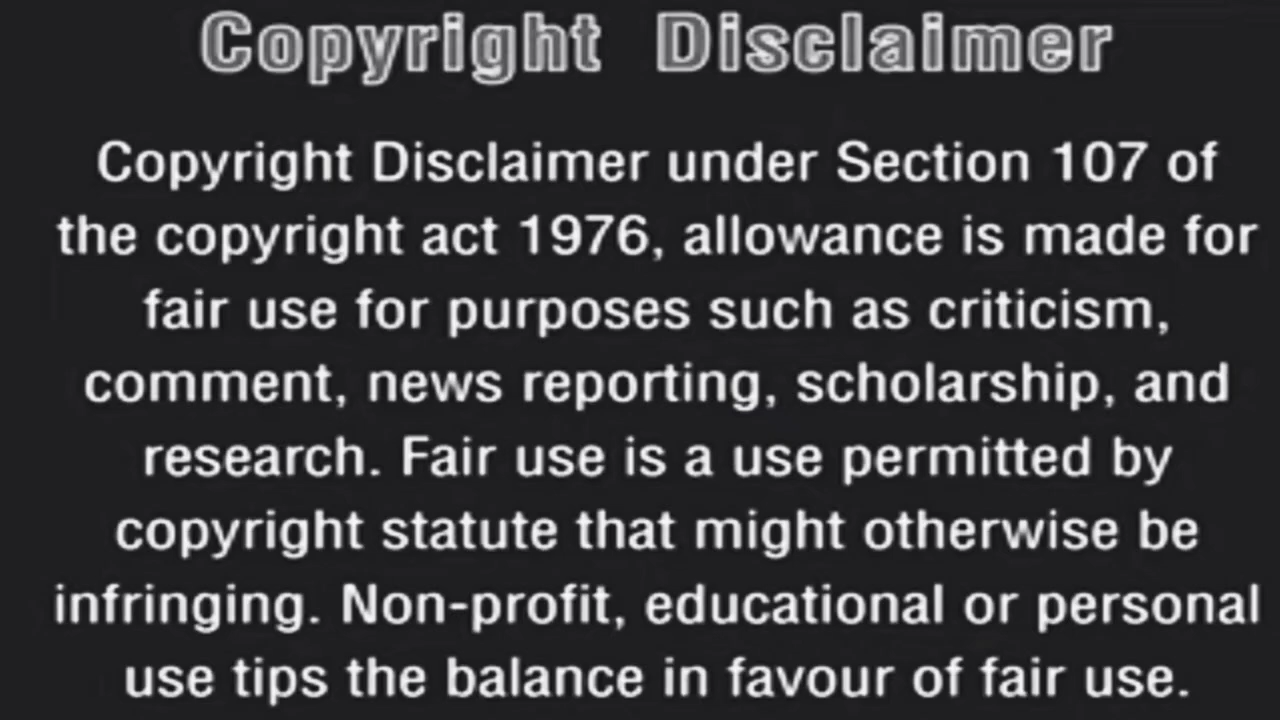 Copyright Disclaimer
Copyright Disclaimer under Section 107 of
the copyright act 1976, allowance is made for
fair use for purposes such as criticism,
comment, news reporting, scholarship, and
research. Fair use is a use permitted by
copyright statute that might otherwise be
infringing. Non-profit, educational or personal
use tips the balance in favour of fair use.